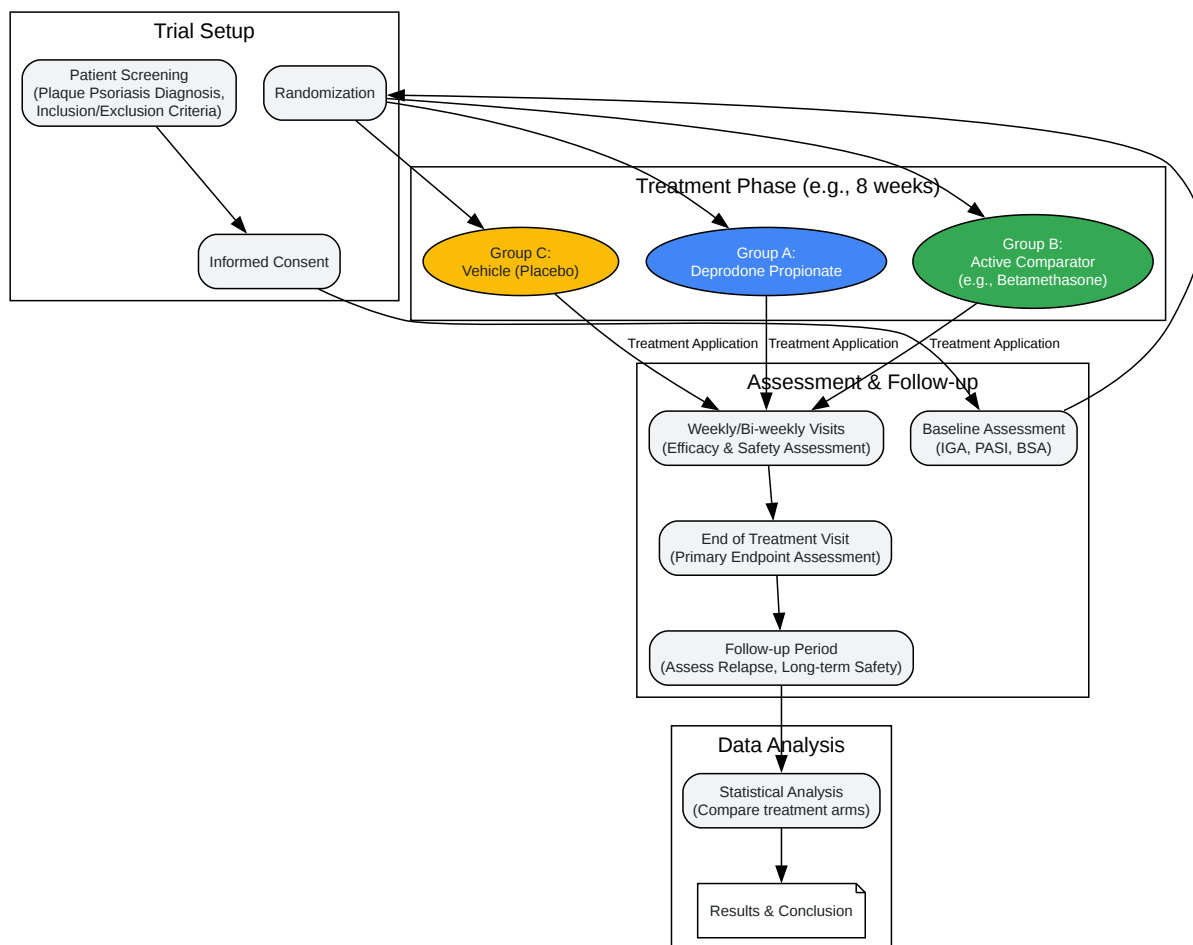 Trial Setup
Patient Screening
(Plaque Psoriasis Diagnosis,
Inclusion/Exclusion Criteria)
Randomization
Informed Consent
Treatment Phase (e.g., 8 weeks)
Group C:
Vehicle (Placebo)
Group A:
Deprodone Propionate
Group B:
Active Comparator
(e.g., Betamethasone)
Treatment Application
Treatment Application
Treatment Application
Assessment & Follow-up
Weekly/Bi-weekly Visits
(Efficacy & Safety Assessment)
Baseline Assessment
(IGA, PASI, BSA)
End of Treatment Visit
(Primary Endpoint Assessment)
Follow-up Period
(Assess Relapse, Long-term Safety)
Data Analysis
Statistical Analysis
(Compare treatment arms)
Results & Conclusion